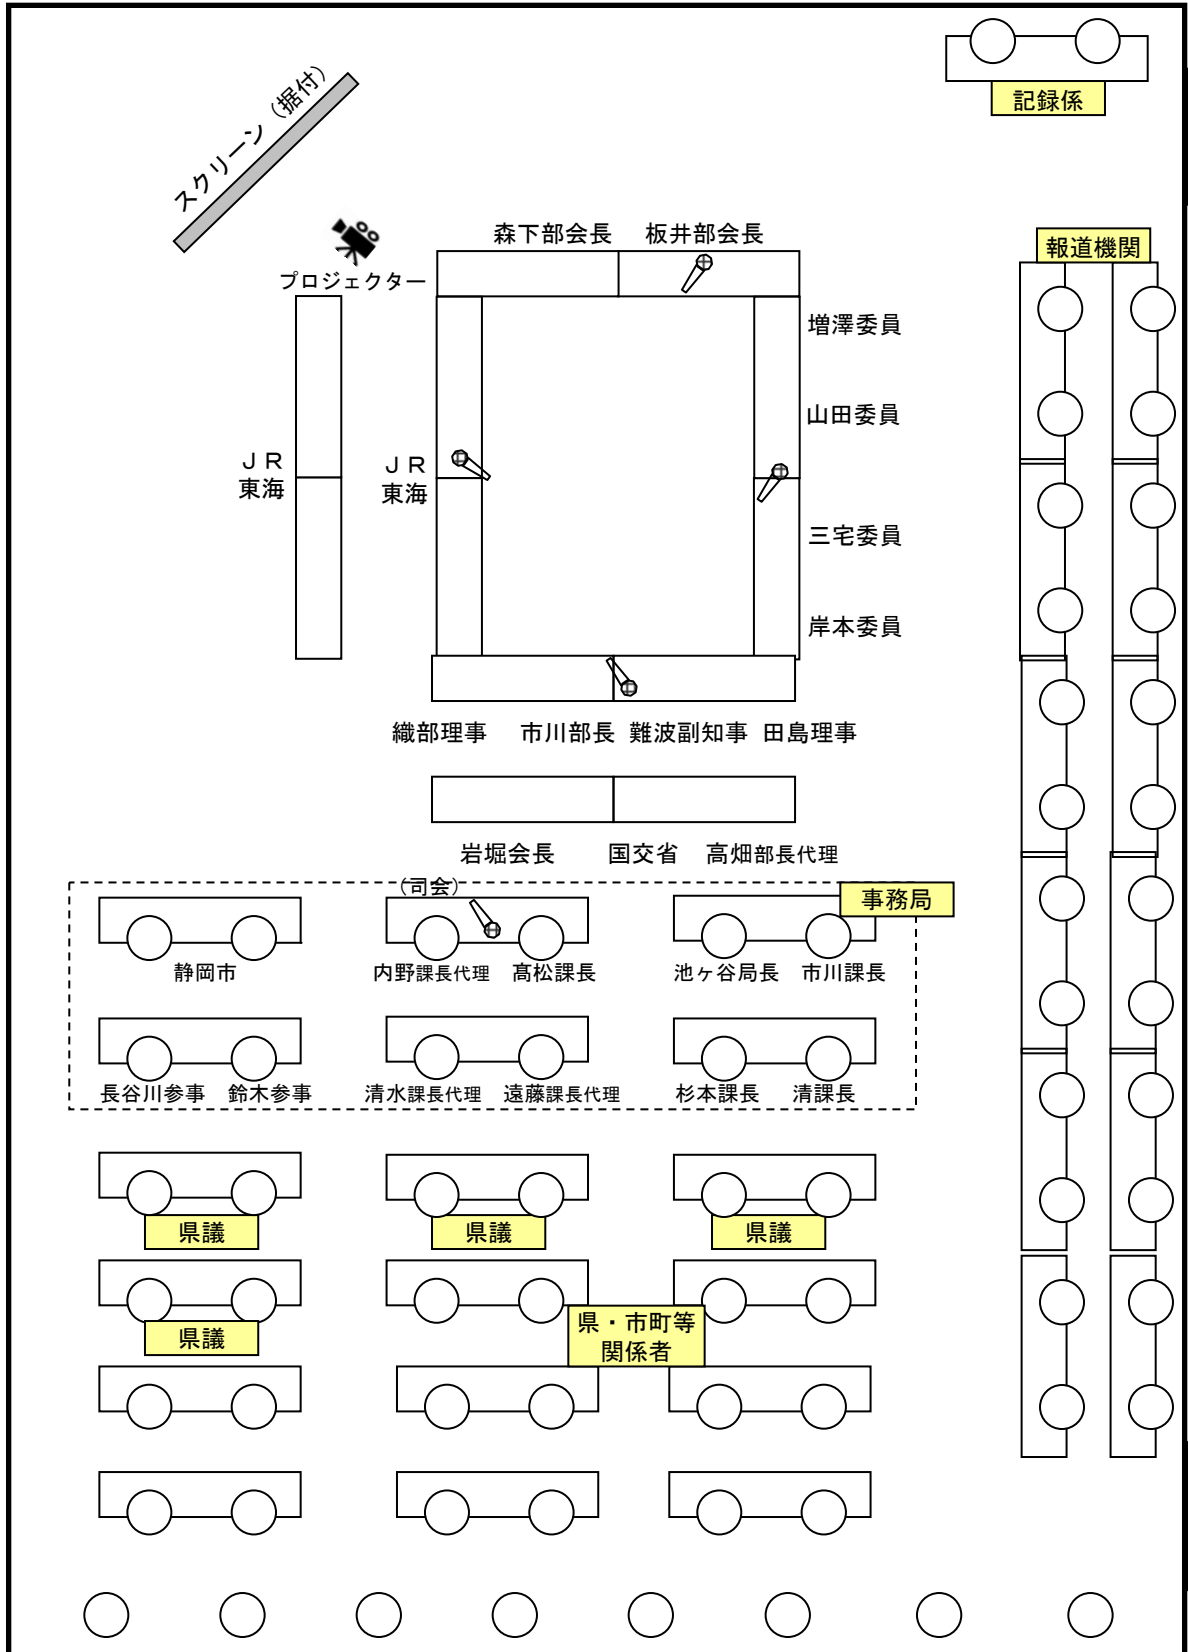 記録係
スクリーン（据付）
森下部会長
板井部会長
報道機関
プロジェクター
増澤委員
山田委員
ＪＲ
東海
ＪＲ
東海
三宅委員
岸本委員
織部理事
市川部長
難波副知事
田島理事
岩堀会長
国交省
高畑部長代理
（司会）
事務局
静岡市
内野課長代理
髙松課長
池ヶ谷局長
市川課長
長谷川参事
鈴木参事
清水課長代理
遠藤課長代理
杉本課長
清課長
県議
県議
県議
県・市町等
関係者
県議